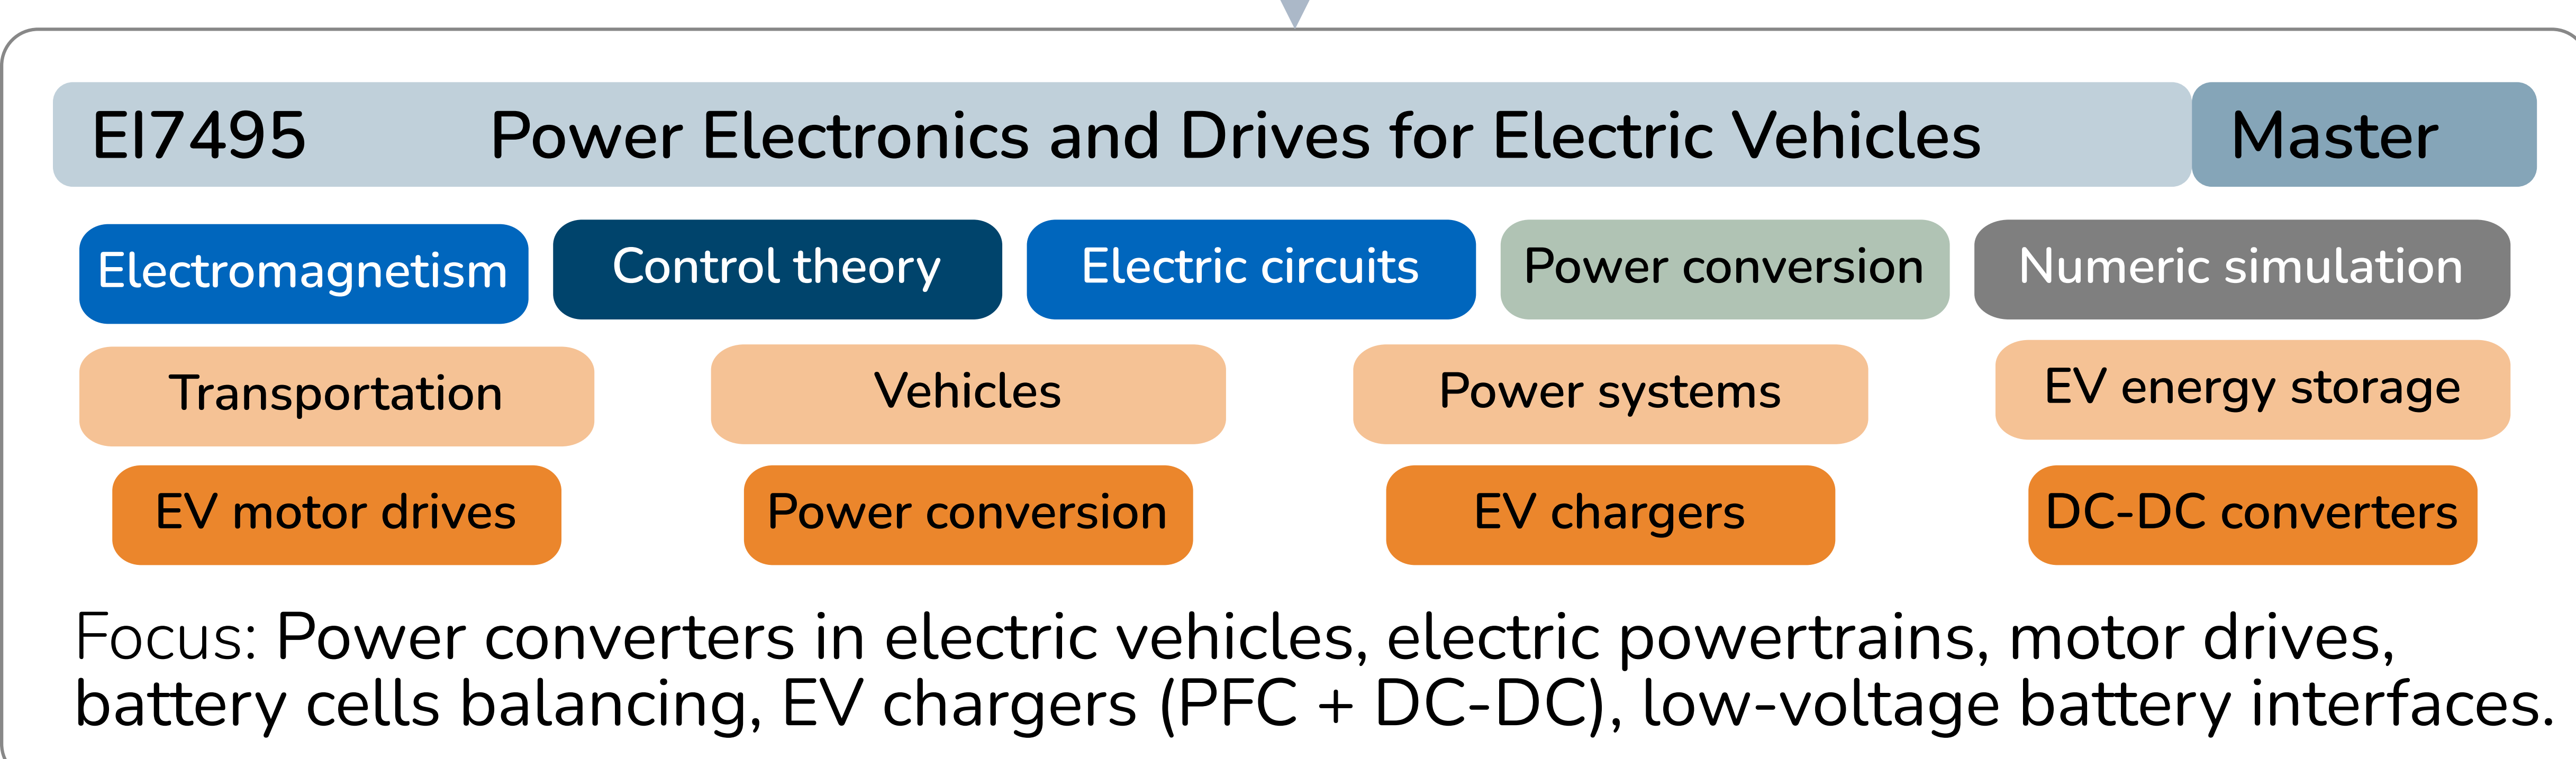 EI7495 Power Electronics and Drives for Electric Vehicles Master
Electromagnetism Control theory Electric circuits Power conversion Numeric simulation
Transportation Vehicles Power systems EV energy storage
EV motor drives Power conversion EV chargers DC-DC converters
Focus: Power converters in electric vehicles, electric powertrains, motor drives,
battery cells balancing, EV chargers (PFC + DC-DC), low-voltage battery interfaces.